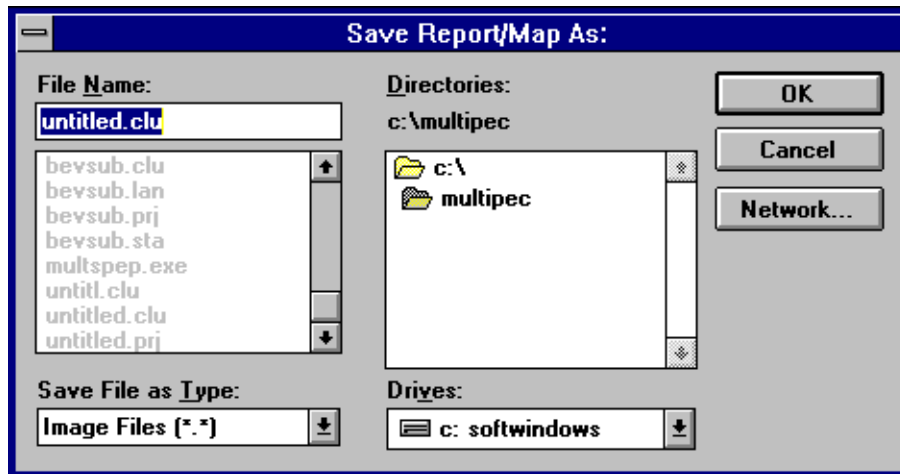 Save Report/Map As:
File Name:
untitled.clu
bevsub.clu
bevsub.lan
bevsub.prj
bevsub.sta
multspep.exe
untitl.clu
untitled.clu
untitled.prj
Save File as Type:
Image Files (*.*)
Directories:
c:\multipec
c:\
multipec
Drives:
c: softwindows
OK
Cancel
Network...